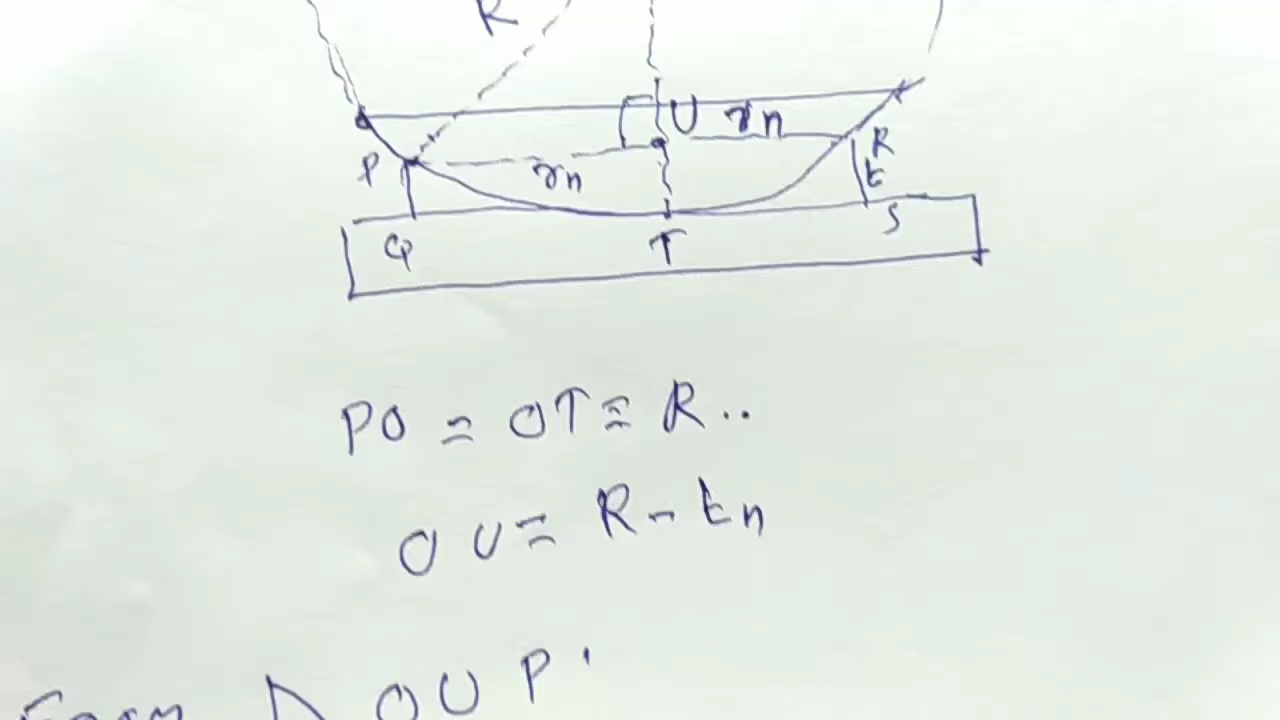 R
U rn
P rn R
t
Q T S
PO = OT = R..
OU = R - tn
From Δ OUP.